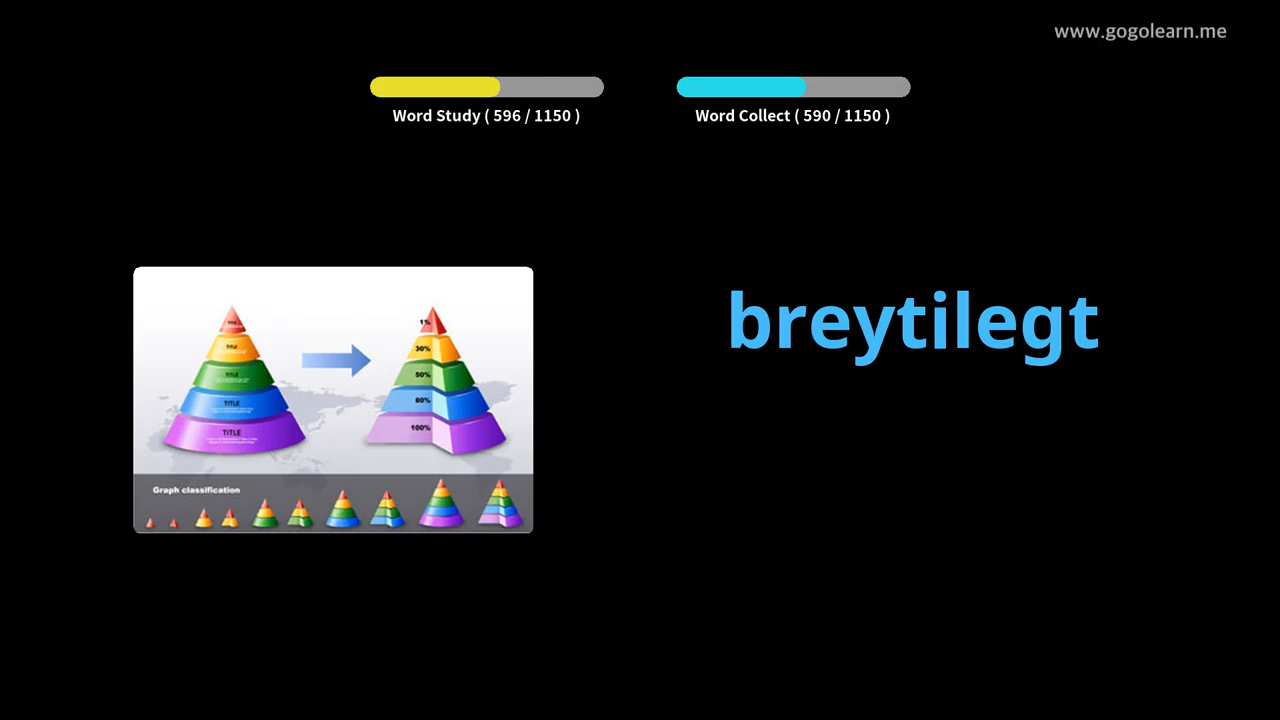 www.gogolearn.me
Word Study ( 596 / 1150 )
Word Collect ( 590 / 1150 )
breytilegt
TITLE
TITLE
TITLE
TITLE
1%
30%
50%
80%
100%
Graph classification